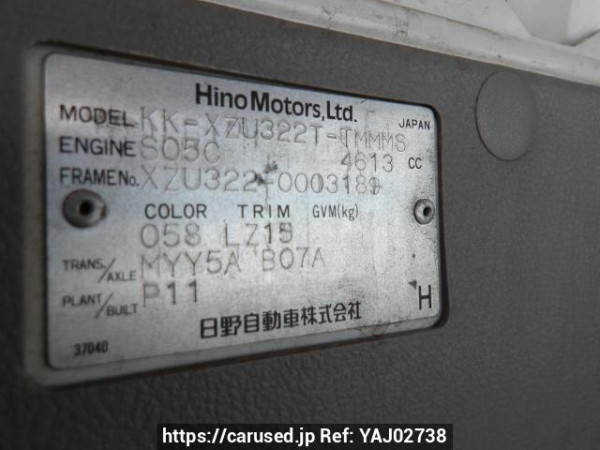 Hino Motors, Ltd.
MODEL KK-XZU322T-TMMMS JAPAN
ENGINE S05C 4613 CC
FRAME No. XZU322-0003189
COLOR TRIM GVM(kg)
058 LZ15
TRANS/AXLE MYY5A B07A
PLANT/BUILT P11
H
日野自動車株式会社
37040
https://carused.jp Ref: YAJ02738